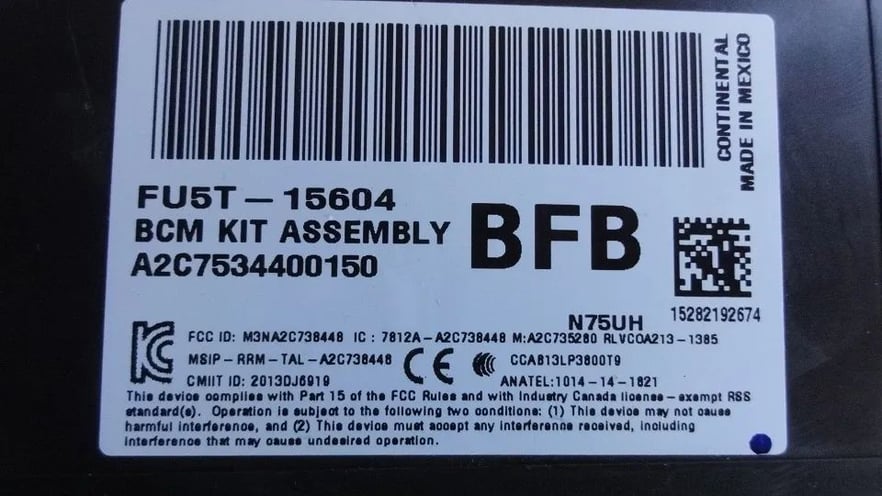 CONTINENTAL
MADE IN MEXICO
FU5T-15604
BCM KIT ASSEMBLY
BFB
A2C7534400150
N75UH
15282192674
FCC ID: M3NA2C738448 IC: 7812A-A2C738448 M:A2C735280 RLVCOA213-1385
MSIP-RRM-TAL-A2C738448
CE
CCAB13LP3800T9
CMIIT ID: 2013DJ6919
ANATEL:1014-14-1821
This device complies with Part 15 of the FCC Rules and with Industry Canada license-exempt RSS
standard(s). Operation is subject to the following two conditions: (1) This device may not cause
harmful interference, and (2) This device must accept any interference received, including
interference that may cause undesired operation.